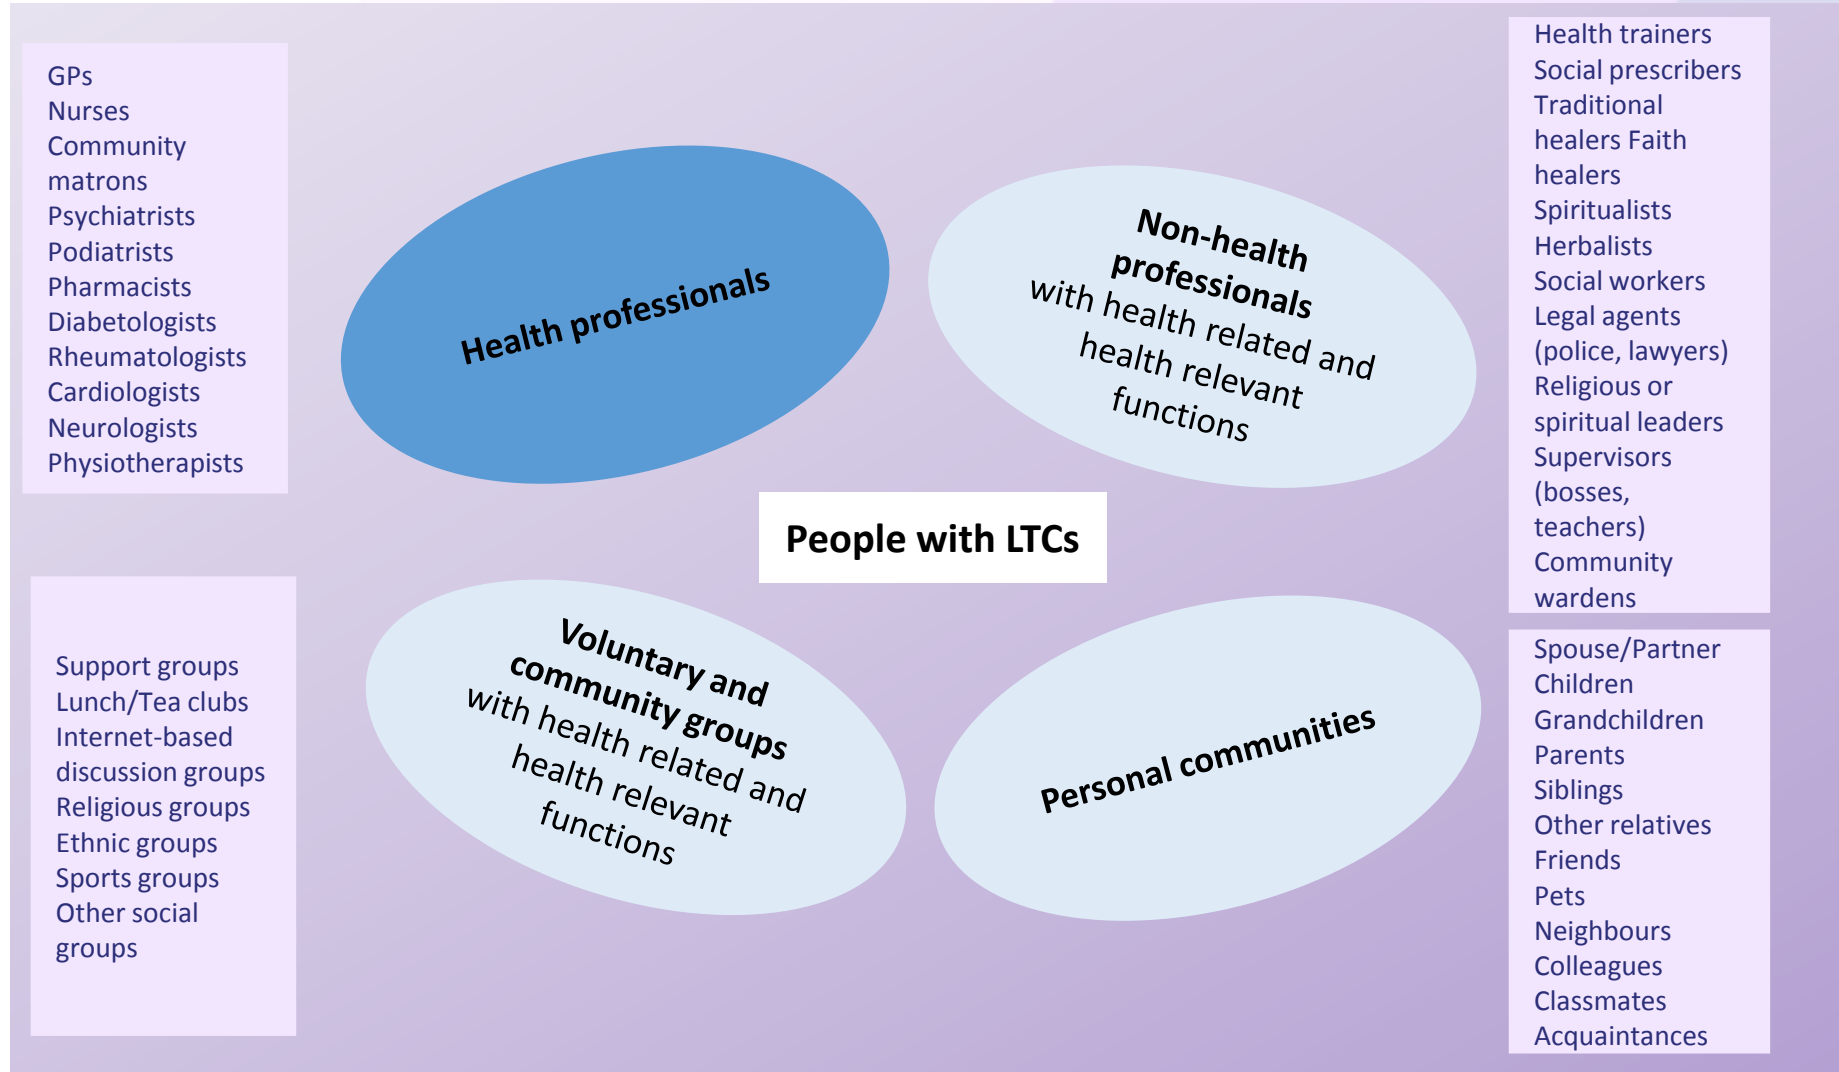 GPs
Nurses
Community
matrons
Psychiatrists
Podiatrists
Pharmacists
Diabetologists
Rheumatologists
Cardiologists
Neurologists
Physiotherapists
Health professionals
Non-health
professionals
with health related and
health relevant
functions
Health trainers
Social prescribers
Traditional
healers Faith
healers
Spiritualists
Herbalists
Social workers
Legal agents
(police, lawyers)
Religious or
spiritual leaders
Supervisors
(bosses,
teachers)
Community
wardens
People with LTCs
Support groups
Lunch/Tea clubs
Internet-based
discussion groups
Religious groups
Ethnic groups
Sports groups
Other social
groups
Voluntary and
community groups
with health related and
health relevant
functions
Personal communities
Spouse/Partner
Children
Grandchildren
Parents
Siblings
Other relatives
Friends
Pets
Neighbours
Colleagues
Classmates
Acquaintances